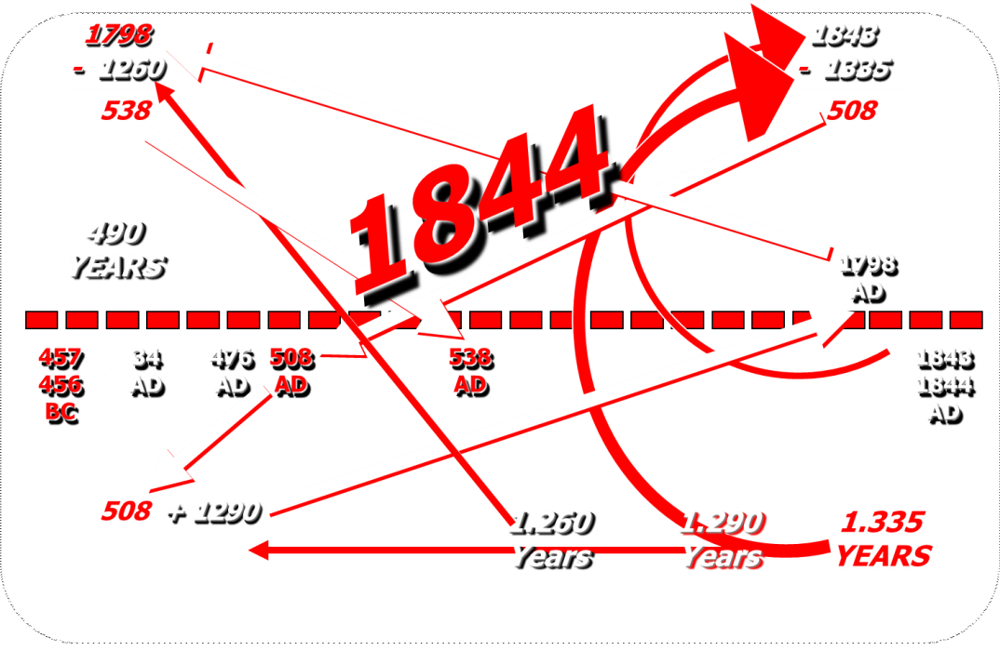 1798
- 1260
538
1843
- 1335
508
1844
490
YEARS
1798
AD
457
456
BC
34
AD
476
AD
508
AD
538
AD
1843
1844
AD
508 + 1290
1.260
Years
1.290
Years
1.335
YEARS